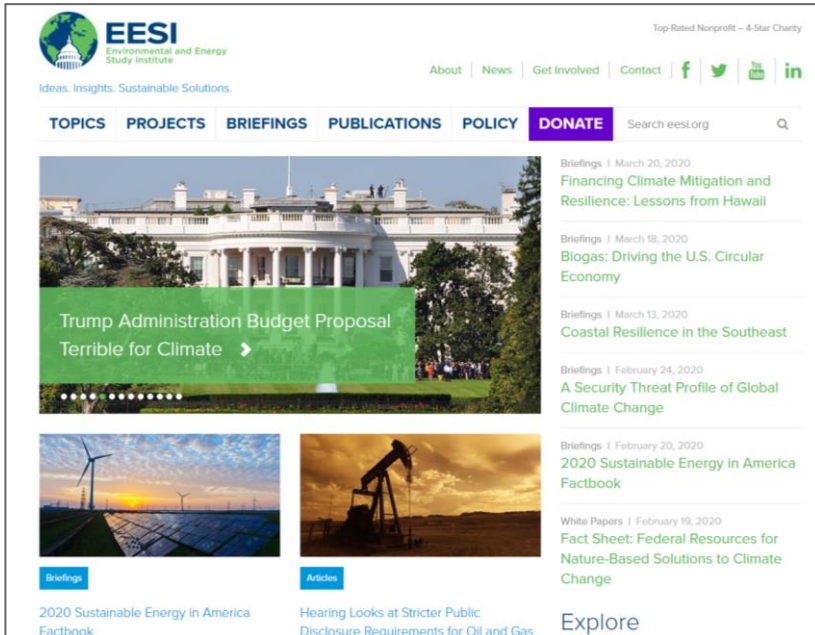 EESI
Environmental and Energy
Study Institute
Ideas. Insights. Sustainable Solutions.
Top-Rated Nonprofit – 4-Star Charity
About
News
Get Involved
Contact
You
Tube
TOPICS
PROJECTS
BRIEFINGS
PUBLICATIONS
POLICY
DONATE
Search eesi.org
Trump Administration Budget Proposal
Terrible for Climate
Briefings
2020 Sustainable Energy in America
Factbook
Articles
Hearing Looks at Stricter Public
Disclosure Requirements for Oil and Gas
Briefings | March 20, 2020
Financing Climate Mitigation and
Resilience: Lessons from Hawaii
Briefings | March 18, 2020
Biogas: Driving the U.S. Circular
Economy
Briefings | March 13, 2020
Coastal Resilience in the Southeast
Briefings | February 24, 2020
A Security Threat Profile of Global
Climate Change
Briefings | February 20, 2020
2020 Sustainable Energy in America
Factbook
White Papers | February 19, 2020
Fact Sheet: Federal Resources for
Nature-Based Solutions to Climate
Change
Explore